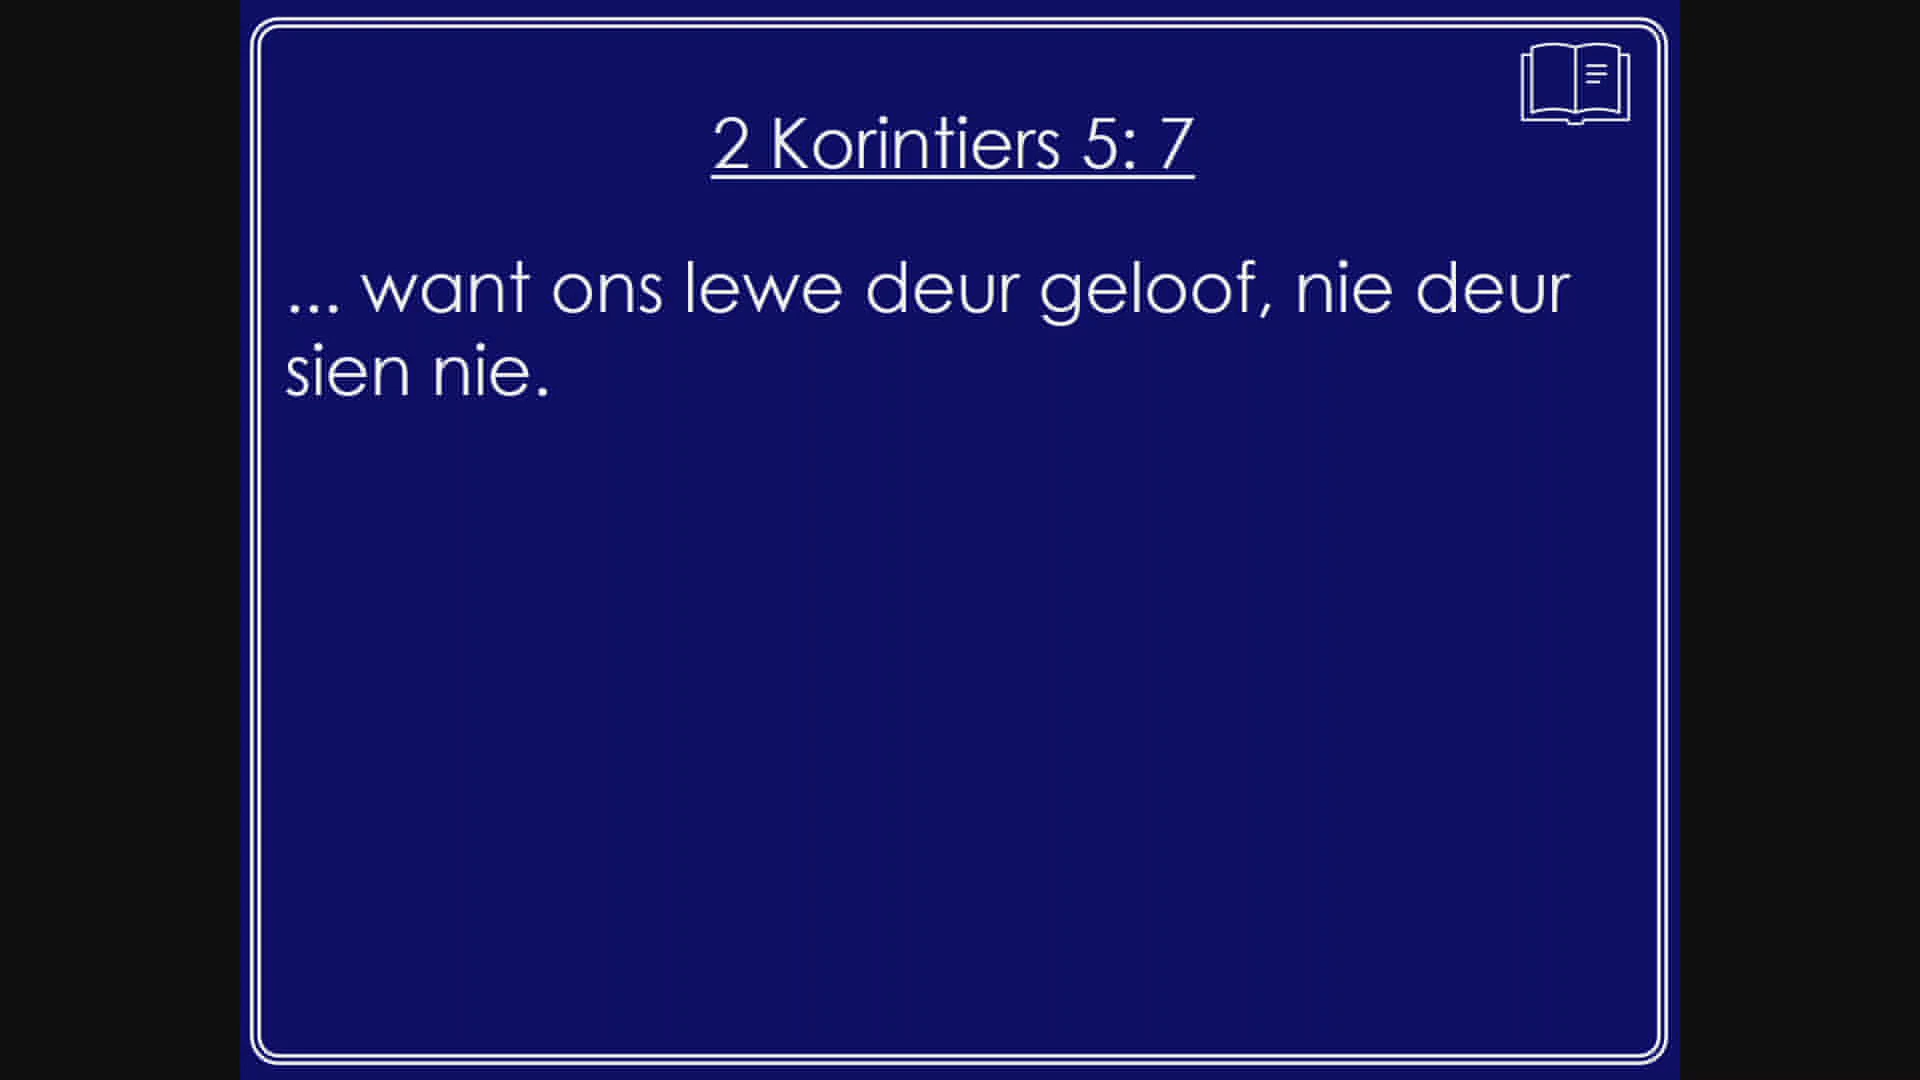 2 Korintiers 5: 7
... want ons lewe deur geloof, nie deur
sien nie.